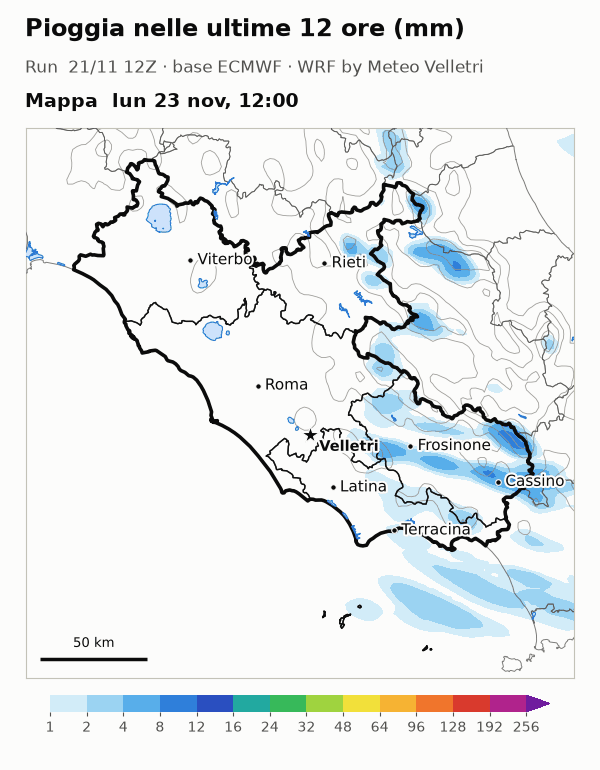 Pioggia nelle ultime 12 ore (mm)
Run 21/11 12Z · base ECMWF · WRF by Meteo Velletri
Mappa lun 23 nov, 12:00
Viterbo
Rieti
Roma
Velletri
Frosinone
Latina
Cassino
Terracina
50 km
1 2 4 8 12 16 24 32 48 64 96 128 192 256